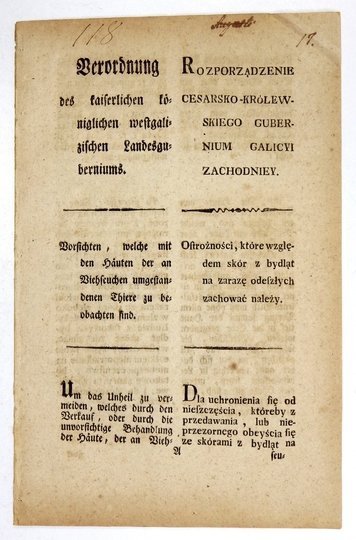 118
Augusti
17.
Verordnung
des kaiserlichen kö-
niglichen westgali-
zischen Landesgu-
berniums.
Vorsichten, welche mit
den Häuten der an
Viehseuchen umgestan-
denen Thiere zu be-
obachten sind.
Um das Unheil zu ver-
meiden, welches durch den
Verkauf, oder durch die
unvorsichtige Behandlung
der Häute, der an Vieh-
A
ROZPORZĄDZENIE
CESARSKO-KRÓLEW-
SKIEGO GUBER-
NIUM GALICYI
ZACHODNIEY.
Ostrożności, które wzglę-
dem skór z bydląt
na zarazę odeszłych
zachować należy.
Dla uchronienia się od
nieszczęścia, któreby z
przedawania, lub nie-
przezornego obeyścia się
ze skórami z bydląt na
seu-